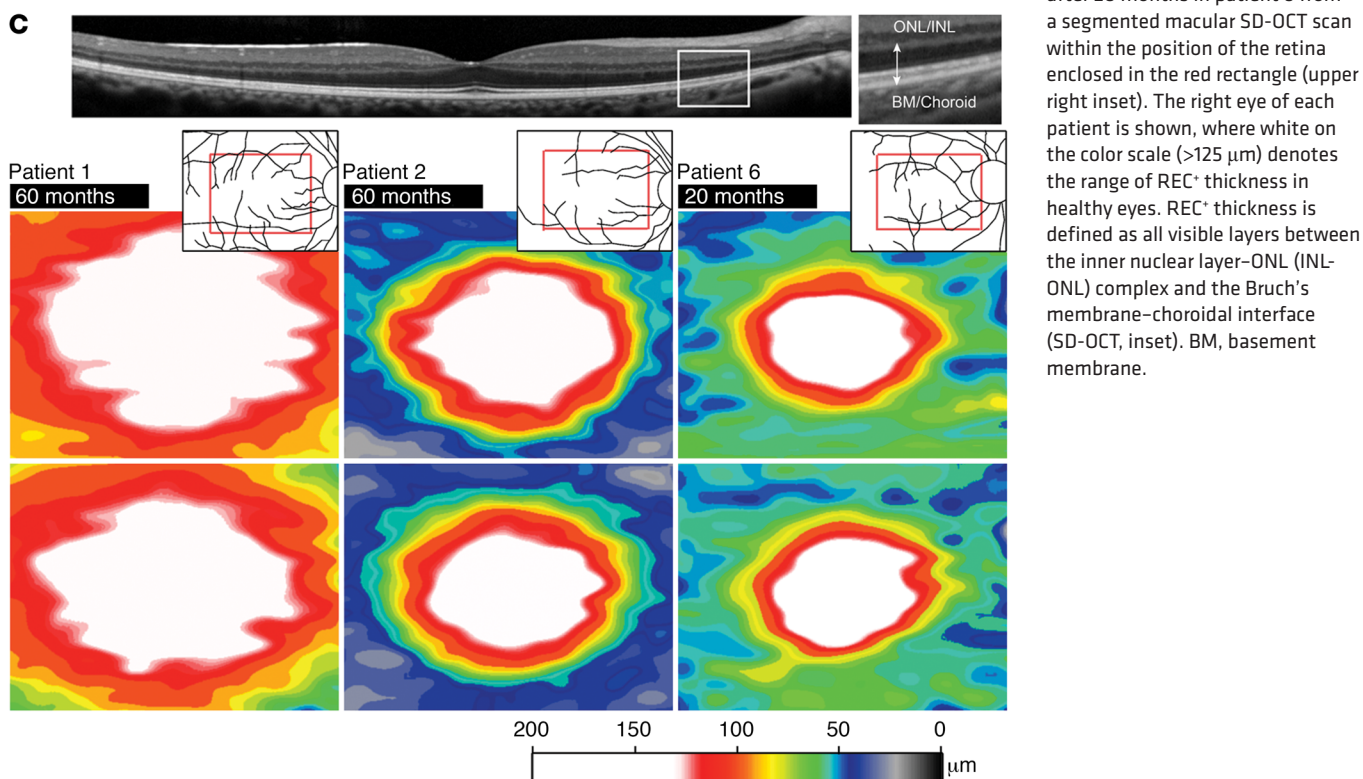 c
ONL/INL
BM/Choroid
Patient 1
60 months
Patient 2
60 months
Patient 6
20 months
200 150 100 50 0
μm
a segmented macular SD-OCT scan
within the position of the retina
enclosed in the red rectangle (upper
right inset). The right eye of each
patient is shown, where white on
the color scale (>125 μm) denotes
the range of REC⁺ thickness in
healthy eyes. REC⁺ thickness is
defined as all visible layers between
the inner nuclear layer–ONL (INL-
ONL) complex and the Bruch’s
membrane–choroidal interface
(SD-OCT, inset). BM, basement
membrane.